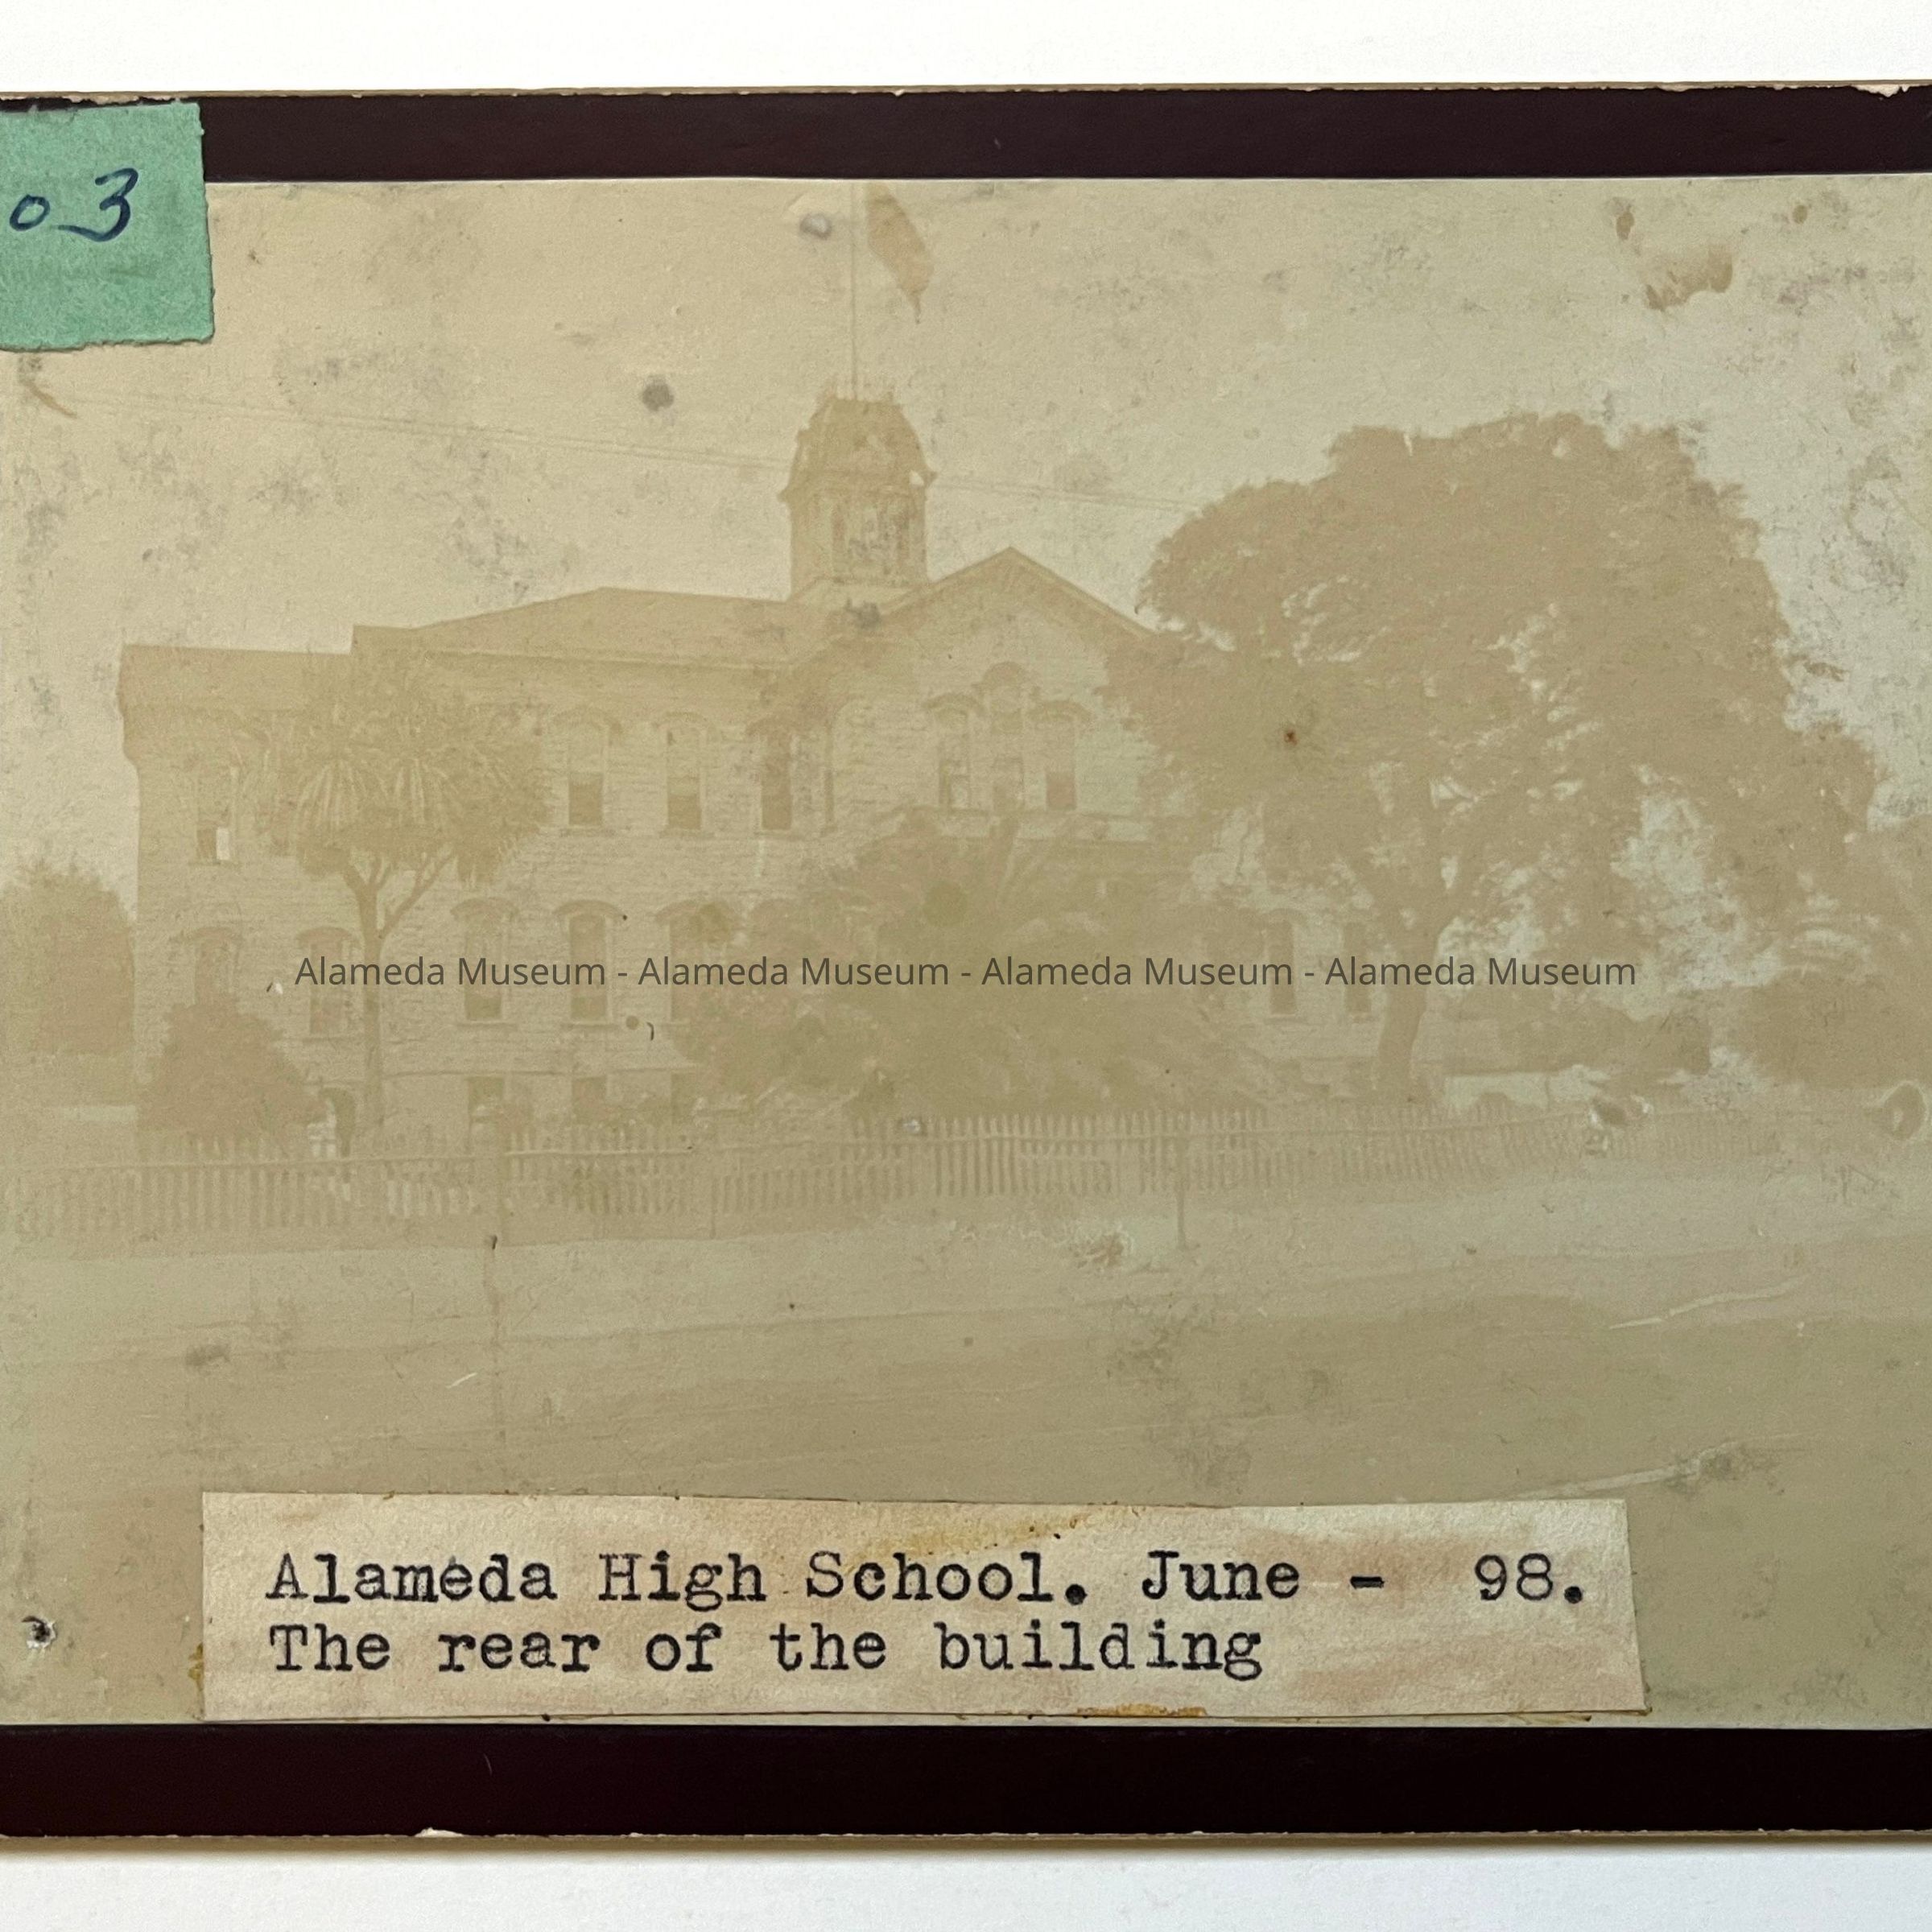 03
Alameda Museum - Alameda Museum - Alameda Museum - Alameda Museum
Alameda High School. June - 98.
The rear of the building